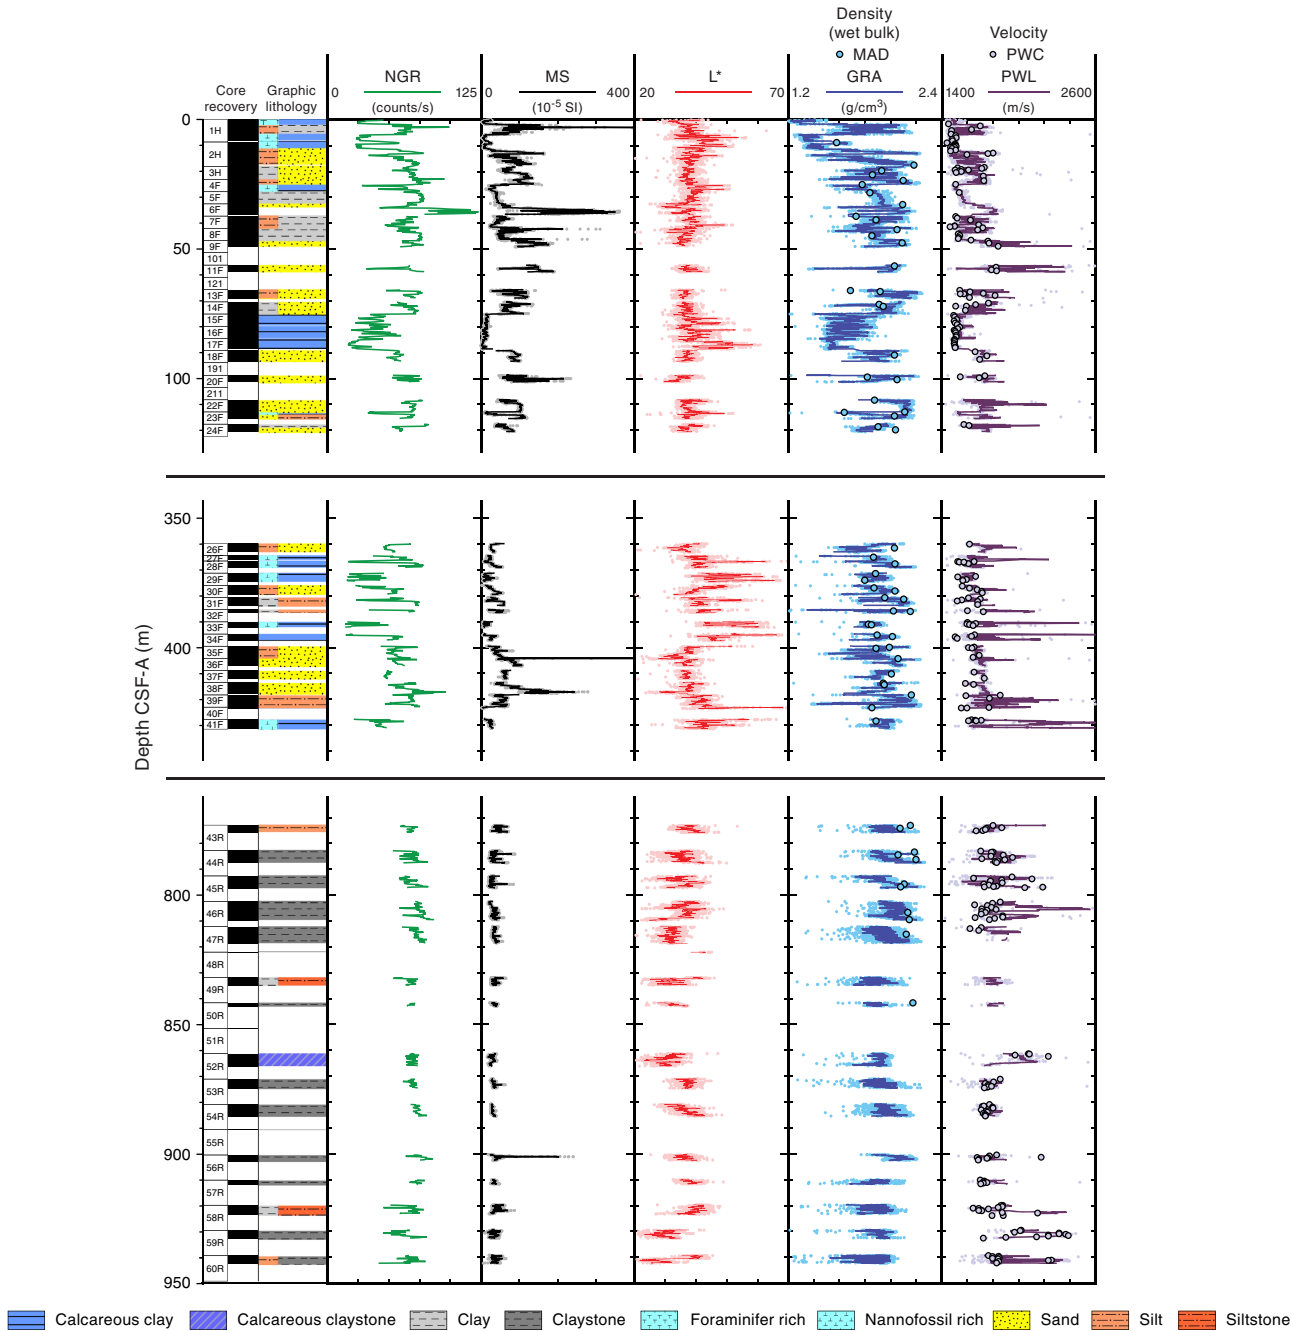 Density
(wet bulk)
MAD
Velocity
PWC
Core
recovery
Graphic
lithology
NGR
MS
L*
GRA
PWL
0 125
(counts/s)
0 400
(10⁻⁵ SI)
20 70
1.2 2.4
(g/cm³)
1400 2600
(m/s)
0
1H
2H
3H
4F
5F
6F
7F
8F
9F
50
101
11F
121
13F
14F
15F
16F
17F
18F
191
100
20F
211
22F
23F
24F
350
26F
27F
28F
29F
30F
31F
32F
33F
34F
400
35F
36F
37F
38F
39F
40F
41F
Depth CSF-A (m)
43R
44R
45R
800
46R
47R
48R
49R
50R
850
51R
52R
53R
54R
55R
900
56R
57R
58R
59R
60R
950
Calcareous clay
Calcareous claystone
Clay
Claystone
Foraminifer rich
Nannofossil rich
Sand
Silt
Siltstone